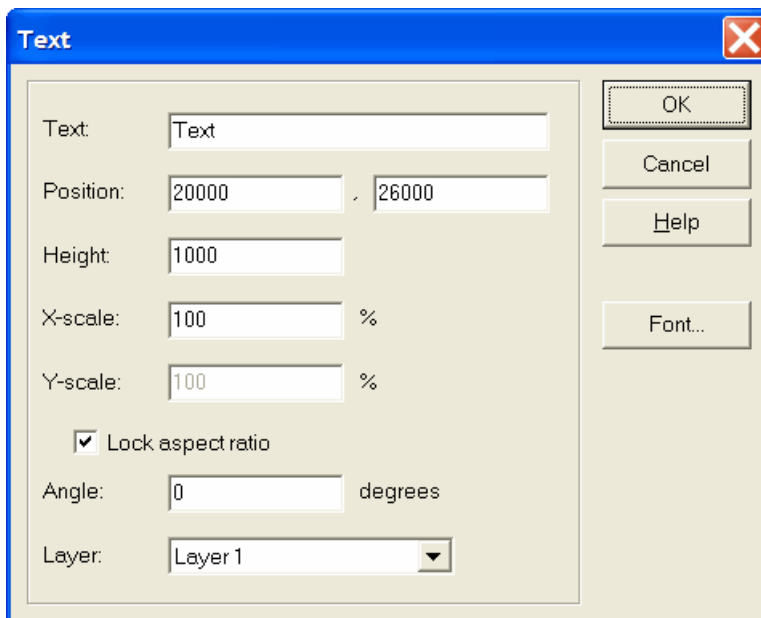 Text
Text: Text
OK
Cancel
Position: 20000 , 26000
Help
Height: 1000
X-scale: 100 %
Font...
Y-scale: 100 %
Lock aspect ratio
Angle: 0 degrees
Layer: Layer 1